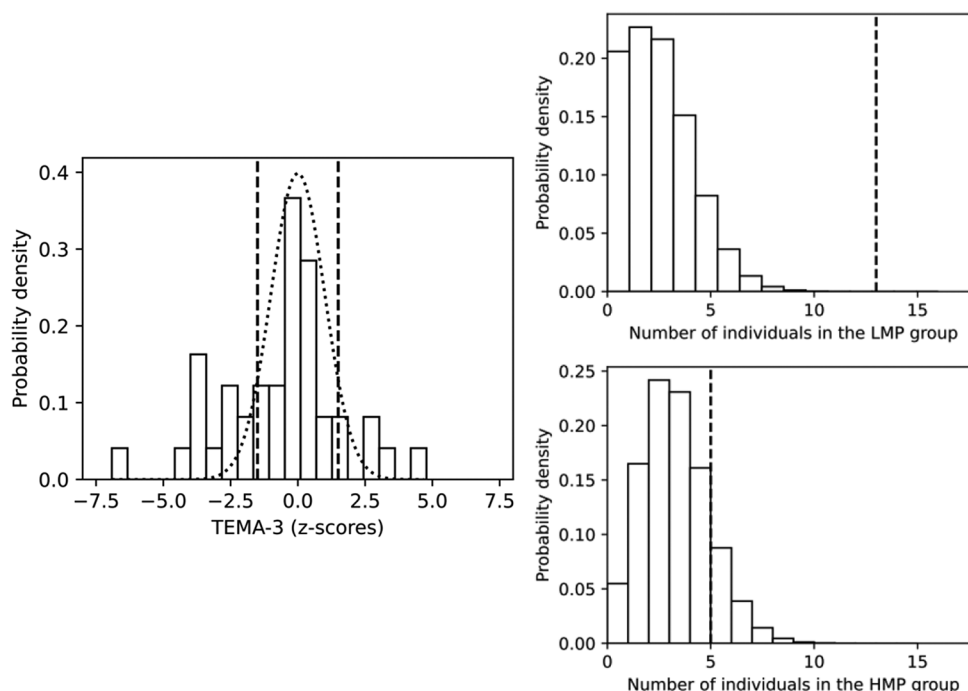 Probability density
0.4
0.3
0.2
0.1
0.0
−7.5 −5.0 −2.5 0.0 2.5 5.0 7.5
TEMA-3 (z-scores)
Probability density
0.20
0.15
0.10
0.05
0.00
0 5 10 15
Number of individuals in the LMP group
Probability density
0.25
0.20
0.15
0.10
0.05
0.00
0 5 10 15
Number of individuals in the HMP group